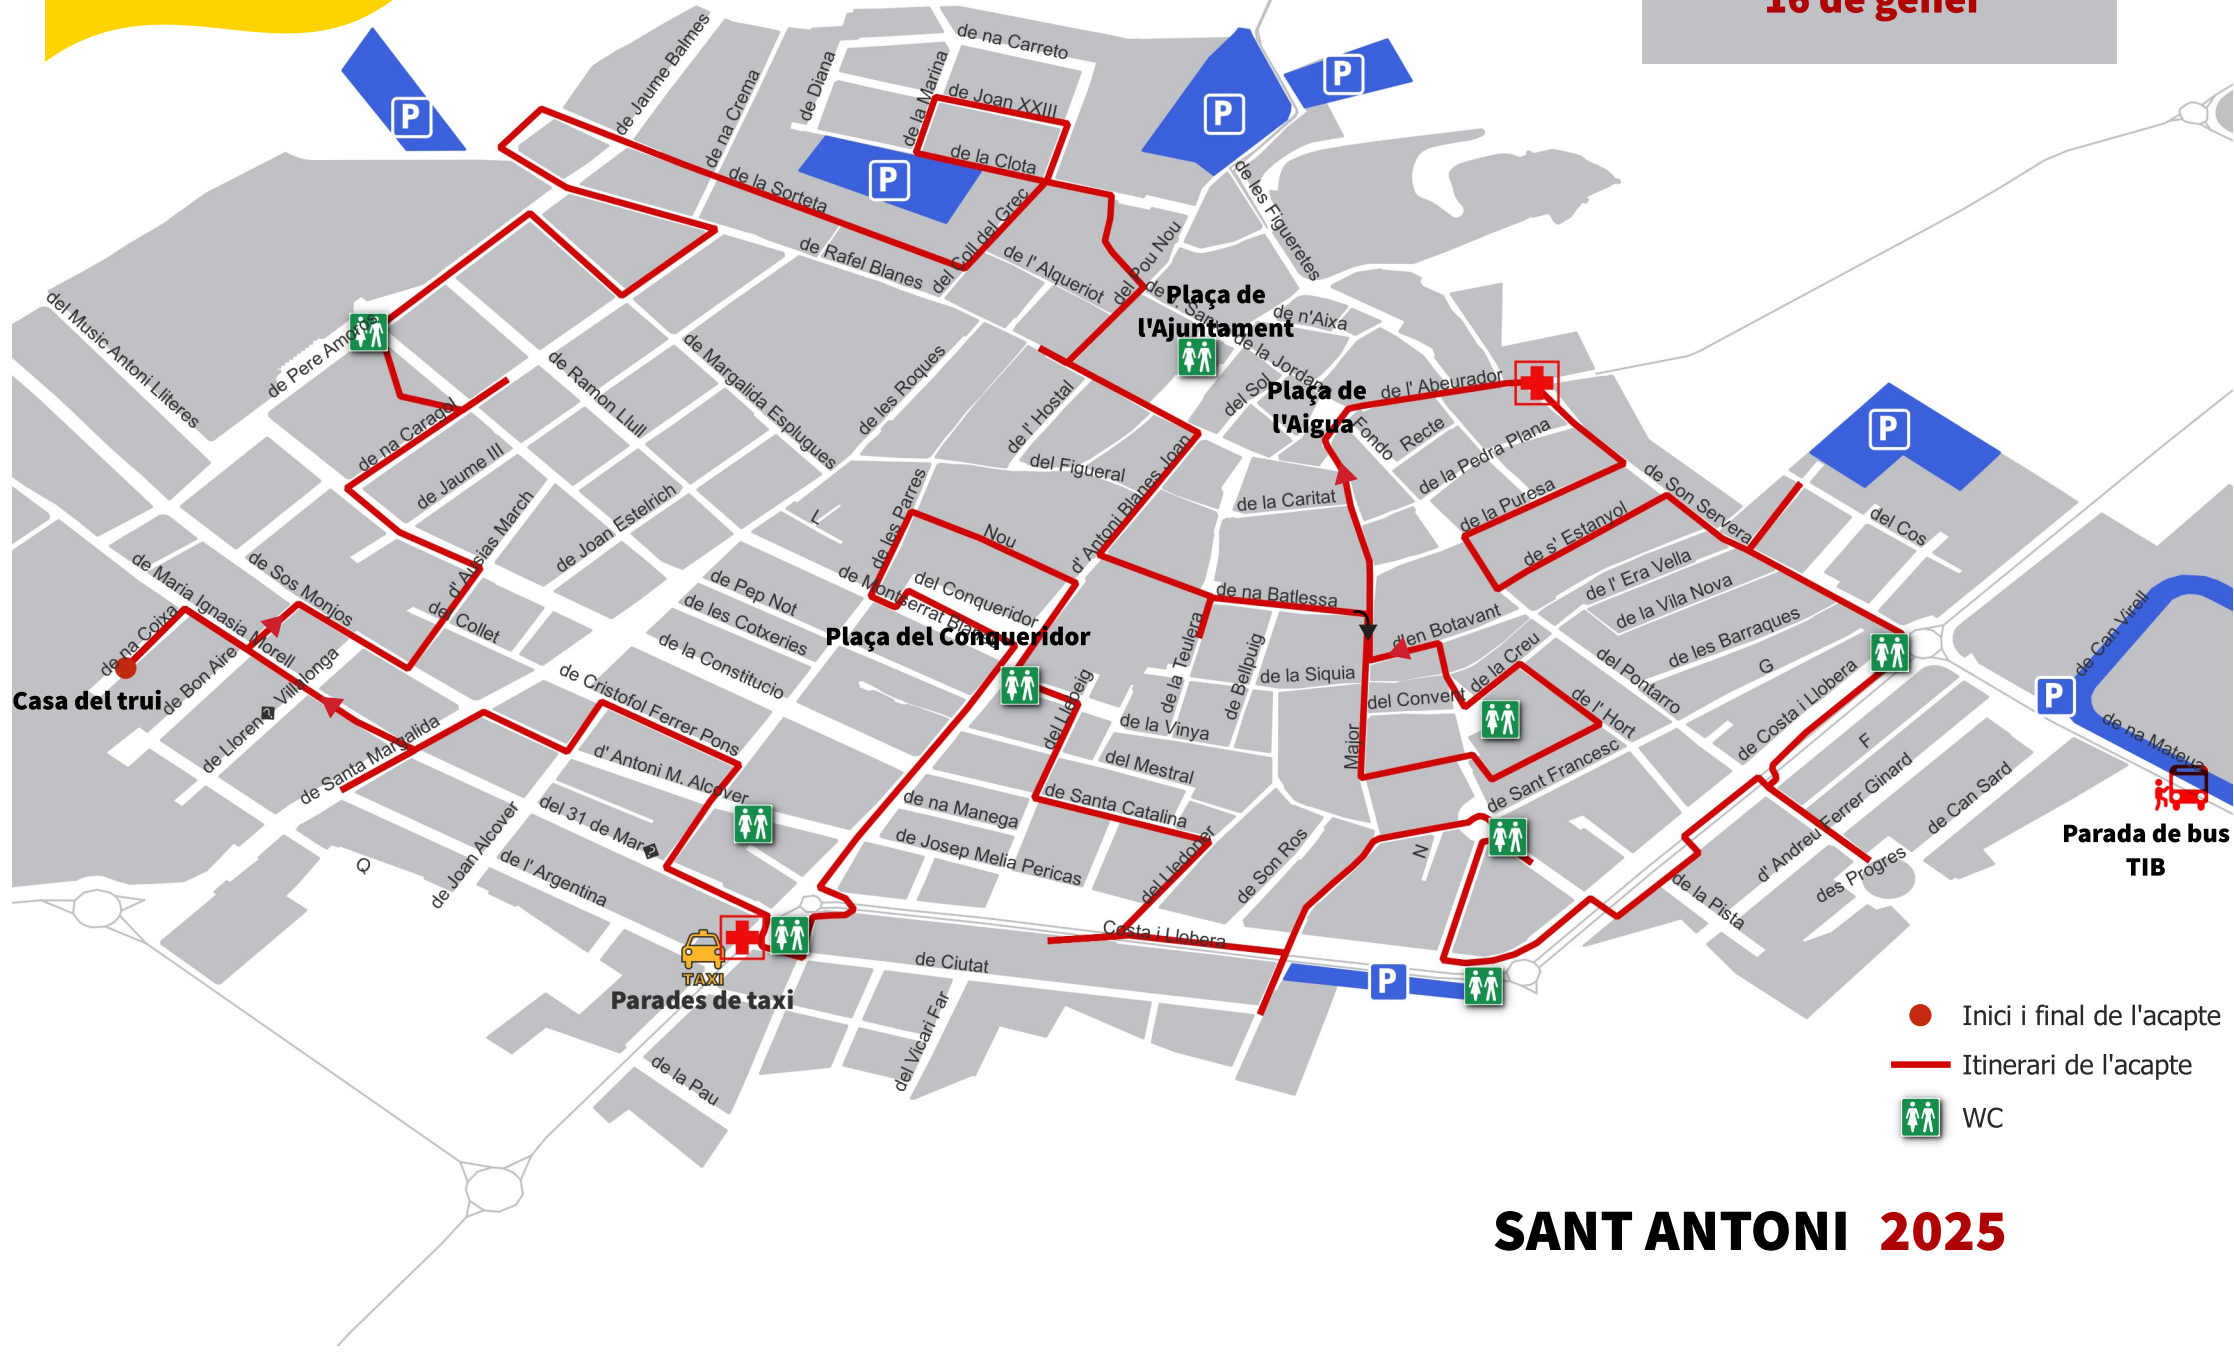 16 de gener
de na Carreto
de Jaume Balmes
de na Crema
de Diana
de la Marina
de Joan XXIII
de la Clota
de la Sorteta
P
P
P
P
de les Figueretes
de Rafel Blanes
del Coll del Grec
de l' Alqueriot
del Pou Nou
Plaça de
l'Ajuntament
de n'Aixa
de la Jordana
del Sol
Plaça de
l'Aigua
de l' Abeurador
Fondo
Recte
de la Pedra Plana
de la Puresa
de s' Estanyol
de Son Servera
P
del Cos
del Music Antoni Lliteres
de Pere Amoros
de na Caragol
de Jaume III
de Ramon Llull
de Margalida Esplugues
de les Roques
de l' Hostal
del Figueral
d' Antoni Blanes Joan
de la Caritat
de les Parres
Nou
L
de Joan Estelrich
d' Ausias March
del Collet
de Sos Monjos
de Maria Ignasia Morell
de na Coixa
Casa del trui
de Bon Aire
de Llorenç Villalonga
de Santa Margalida
de Pep Not
de les Cotxeries
de la Constitucio
de Montserrat Blanes
del Conqueridor
Plaça del Conqueridor
de na Batlessa
de la Teulera
de Bellpuig
de la Siquia
d'en Botavant
de la Creu
del Convent
de l' Era Vella
de la Vila Nova
de les Barraques
G
del Pontarro
de l' Hort
de Sant Francesc
de Costa i Llobera
F
d' Andreu Ferrer Ginard
de Can Sard
des Progres
de la Pista
de Can Virell
P
de na Mateua
Parada de bus
TIB
de Cristofol Ferrer Pons
d' Antoni M. Alcover
del 31 de Mar
de Joan Alcover
de l' Argentina
Q
del Llebeig
de la Vinya
del Mestral
de Santa Catalina
de na Manega
de Josep Melia Pericas
del Lledoner
de Son Ros
Major
N
Costa i Llobera
de Ciutat
P
TAXI
Parades de taxi
del Vicari Far
de la Pau
Inici i final de l'acapte
Itinerari de l'acapte
WC
SANT ANTONI 2025